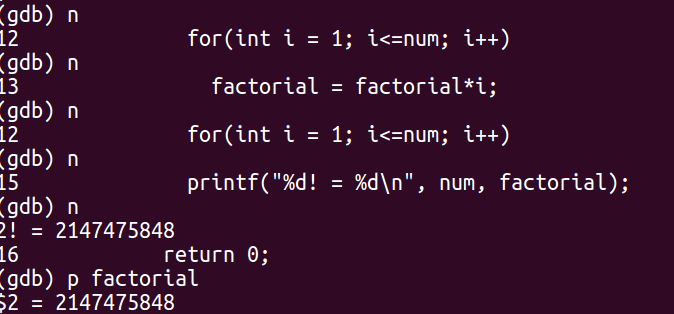 (gdb) n
12              for(int i = 1; i<=num; i++)
(gdb) n
13                factorial = factorial*i;
(gdb) n
12              for(int i = 1; i<=num; i++)
(gdb) n
15              printf("%d! = %d\n", num, factorial);
(gdb) n
2! = 2147475848
16            return 0;
(gdb) p factorial
$2 = 2147475848